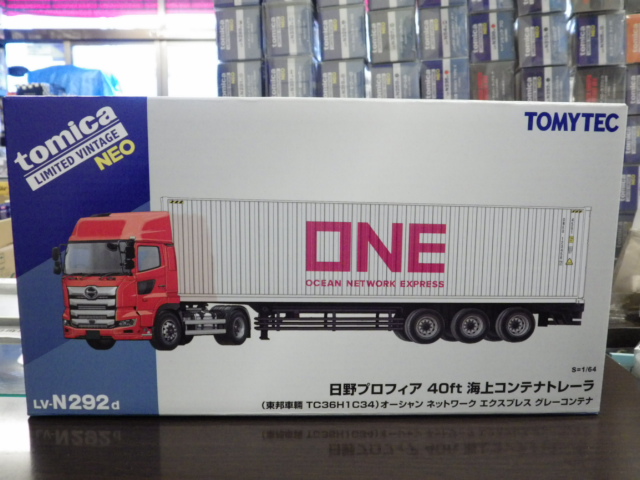 tomica
LIMITED VINTAGE
NEO
TOMYTEC
ONE
OCEAN NETWORK EXPRESS
S=1/64
日野プロフィア 40ft 海上コンテナトレーラ
(東邦車輛 TC36H1C34)オーシャン ネットワーク エクスプレス グレーコンテナ
LV-N292d